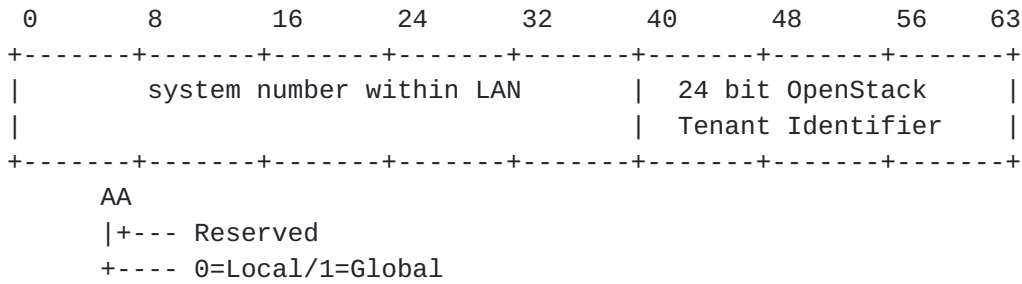 0       8       16      24      32      40      48      56    63
+-------+-------+-------+-------+-------+-------+-------+-------+
|        system number within LAN       |  24 bit OpenStack     |
|                                       |  Tenant Identifier    |
+-------+-------+-------+-------+-------+-------+-------+-------+
      AA
      |+--- Reserved
      +---- 0=Local/1=Global